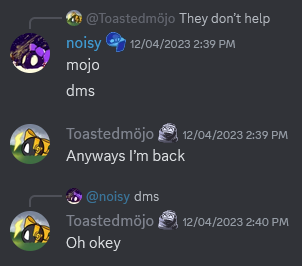 @Toastedmöjo They don't help
noisy 12/04/2023 2:39 PM
mojo
dms
Toastedmöjo 12/04/2023 2:39 PM
Anyways I'm back
@noisy dms
Toastedmöjo 12/04/2023 2:40 PM
Oh okey